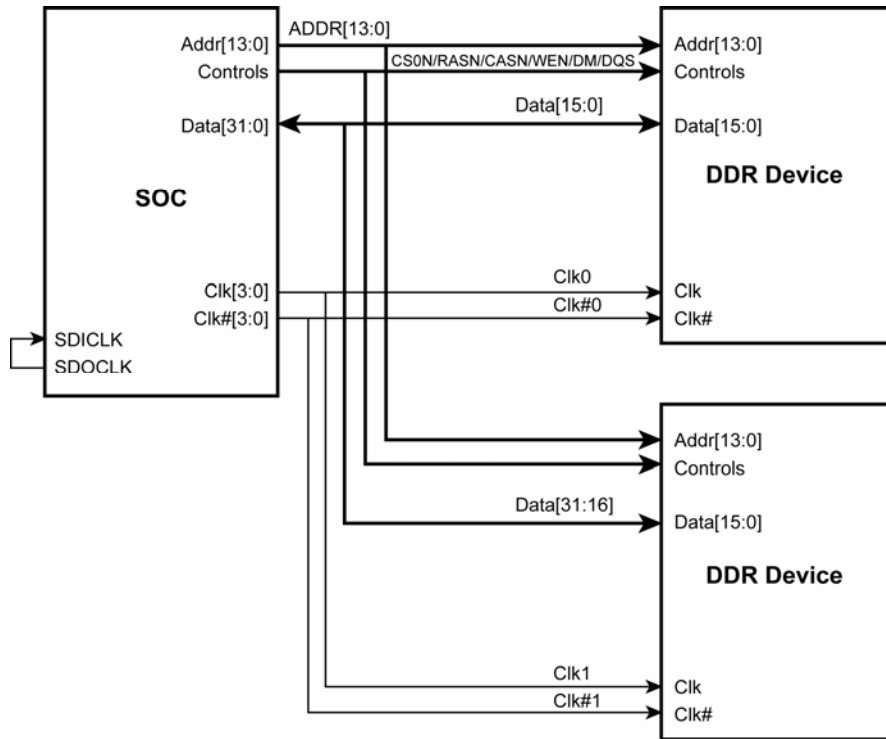 ADDR[13:0]
Addr[13:0]
Controls
Data[31:0]
SOC
Clk[3:0]
Clk#[3:0]
SDICLK
SDOCLK
CS0N/RASN/CASN/WEN/DM/DQS
Data[15:0]
Clk0
Clk#0
Addr[13:0]
Controls
Data[15:0]
DDR Device
Clk
Clk#
Data[31:16]
Clk1
Clk#1
Addr[13:0]
Controls
Data[15:0]
DDR Device
Clk
Clk#